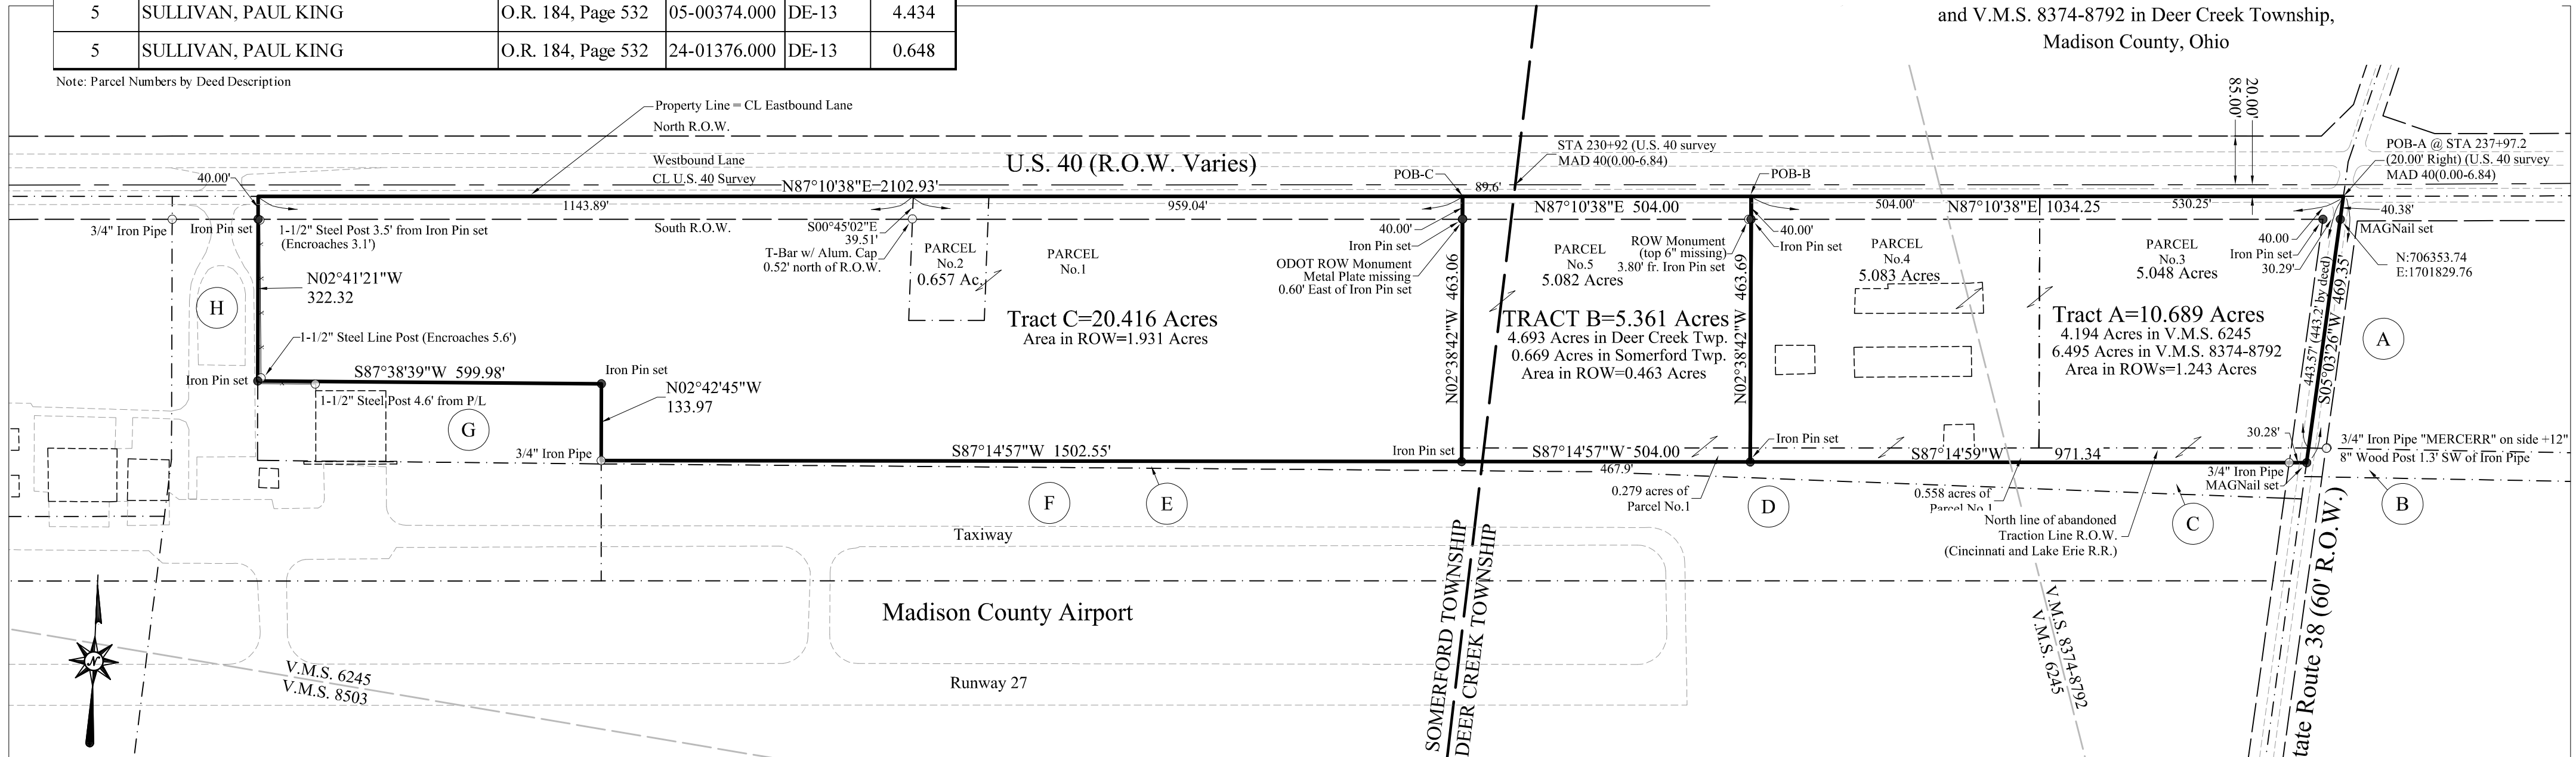 5 SULLIVAN, PAUL KING O.R. 184, Page 532 05-00374.000 DE-13 4.434
5 SULLIVAN, PAUL KING O.R. 184, Page 532 24-01376.000 DE-13 0.648
Note: Parcel Numbers by Deed Description
and V.M.S. 8374-8792 in Deer Creek Township,
Madison County, Ohio
Property Line = CL Eastbound Lane
North R.O.W.
Westbound Lane
CL U.S. 40 Survey
U.S. 40 (R.O.W. Varies)
N87°10'38"E 2102.93'
40.00'
1143.89'
959.04'
South R.O.W.
3/4" Iron Pipe
Iron Pin set
1-1/2" Steel Post 3.5' from Iron Pin set
(Encroaches 3.1')
N02°41'21"W
322.32
H
1-1/2" Steel Line Post (Encroaches 5.6')
Iron Pin set
S87°38'39"W 599.98'
Iron Pin set
1-1/2" Steel Post 4.6' from P/L
G
N02°42'45"W
133.97
3/4" Iron Pipe
S00°45'02"E
39.51'
T-Bar w/ Alum. Cap
0.52' north of R.O.W.
PARCEL
No.2
0.657 Ac.
PARCEL
No.1
Tract C=20.416 Acres
Area in ROW=1.931 Acres
S87°14'57"W 1502.55'
F
E
POB-C
89.6'
STA 230+92 (U.S. 40 survey
MAD 40(0.00-6.84)
40.00'
Iron Pin set
ODOT ROW Monument
Metal Plate missing
0.60' East of Iron Pin set
N02°38'42"W 463.06
Iron Pin set
N87°10'38"E 504.00
PARCEL
No.5
5.082 Acres
TRACT B=5.361 Acres
4.693 Acres in Deer Creek Twp.
0.669 Acres in Somerford Twp.
Area in ROW=0.463 Acres
ROW Monument
(top 6" missing)
3.80' fr. Iron Pin set
S87°14'57"W 504.00
467.9'
0.279 acres of
Parcel No.1
D
POB-B
40.00'
Iron Pin set
N02°38'42"W 463.69
Iron Pin set
504.00'
N87°10'38"E 1034.25
530.25'
PARCEL
No.4
5.083 Acres
PARCEL
No.3
5.048 Acres
Tract A=10.689 Acres
4.194 Acres in V.M.S. 6245
6.495 Acres in V.M.S. 8374-8792
Area in ROWs=1.243 Acres
S87°14'59"W 971.34
0.558 acres of
Parcel No.1
North line of abandoned
Traction Line R.O.W.
(Cincinnati and Lake Erie R.R.)
C
20.00'
85.00'
POB-A @ STA 237+97.2
(20.00' Right) (U.S. 40 survey
MAD 40(0.00-6.84)
40.38'
MAGNail set
40.00
Iron Pin set
30.29'
N:706353.74
E:1701829.76
443.57' (443.2' by deed)
S05°03'26"W 469.35'
A
30.28'
3/4" Iron Pipe
MAGNail set
3/4" Iron Pipe "MERCERR" on side +12"
8" Wood Post 1.3' SW of Iron Pipe
B
Taxiway
Madison County Airport
Runway 27
N
V.M.S. 6245
V.M.S. 8503
SOMERFORD TOWNSHIP
DEER CREEK TOWNSHIP
V.M.S. 8374-8792
V.M.S. 6245
tate Route 38 (60' R.O.W.)